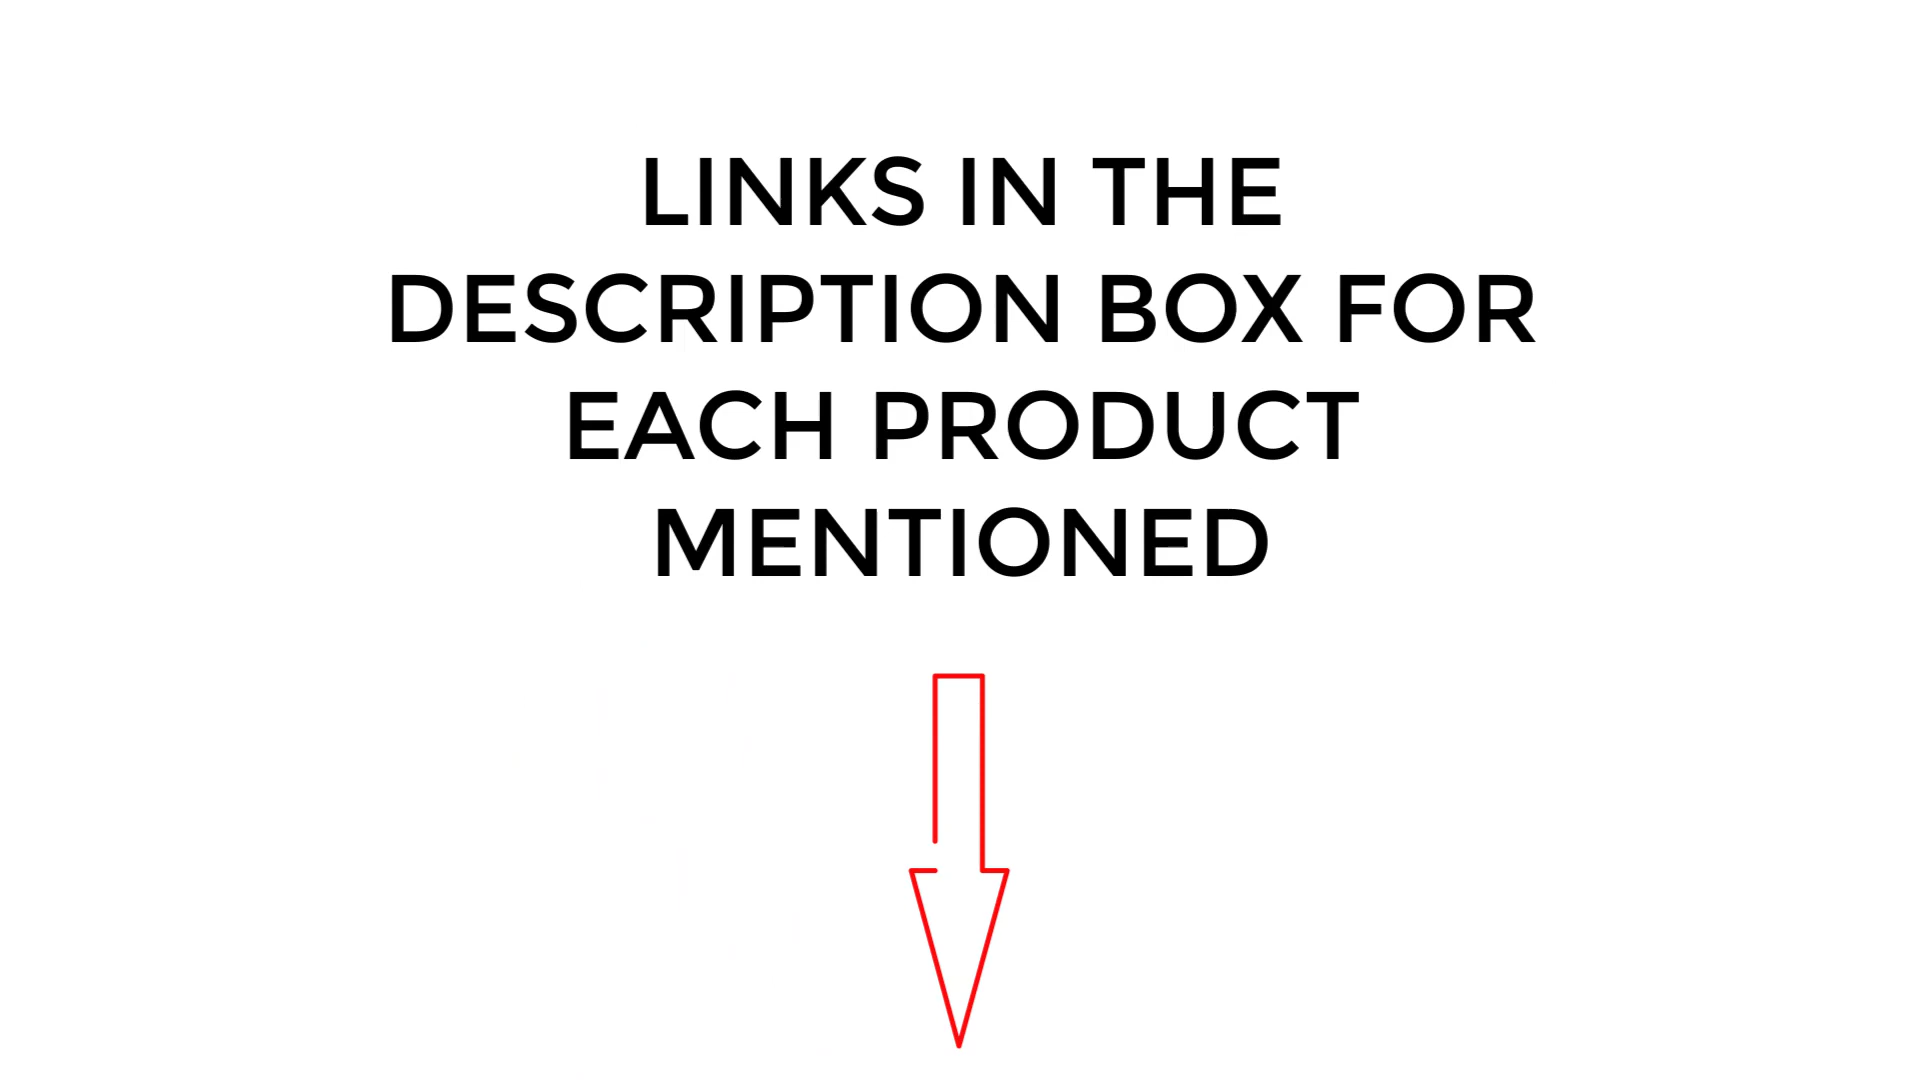 LINKS IN THE
DESCRIPTION BOX FOR
EACH PRODUCT
MENTIONED